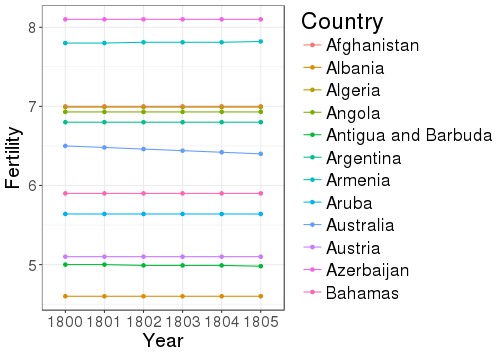 Country
Afghanistan
Albania
Algeria
Angola
Antigua and Barbuda
Argentina
Armenia
Aruba
Australia
Austria
Azerbaijan
Bahamas
Fertility
8
7
6
5
1800 1801 1802 1803 1804 1805
Year